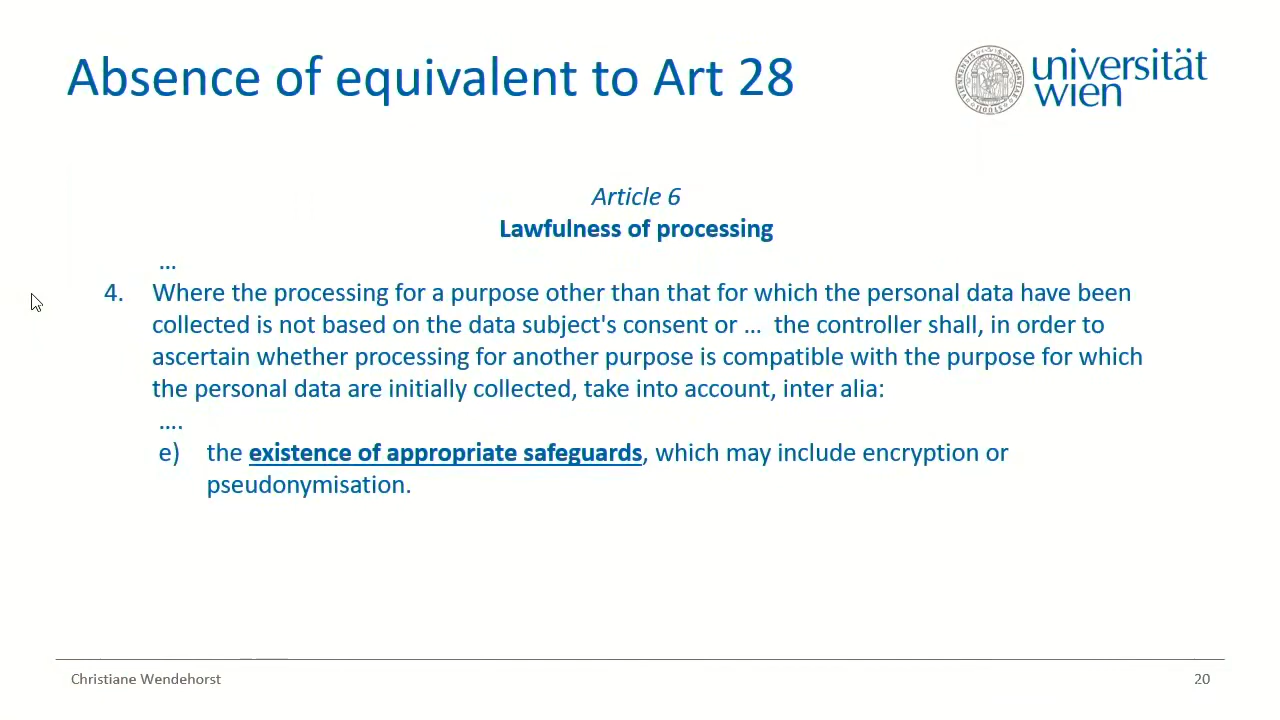 Absence of equivalent to Art 28
universität
wien
Article 6
Lawfulness of processing
...
4. Where the processing for a purpose other than that for which the personal data have been
collected is not based on the data subject's consent or ... the controller shall, in order to
ascertain whether processing for another purpose is compatible with the purpose for which
the personal data are initially collected, take into account, inter alia:
....
e) the existence of appropriate safeguards, which may include encryption or
pseudonymisation.
Christiane Wendehorst
20